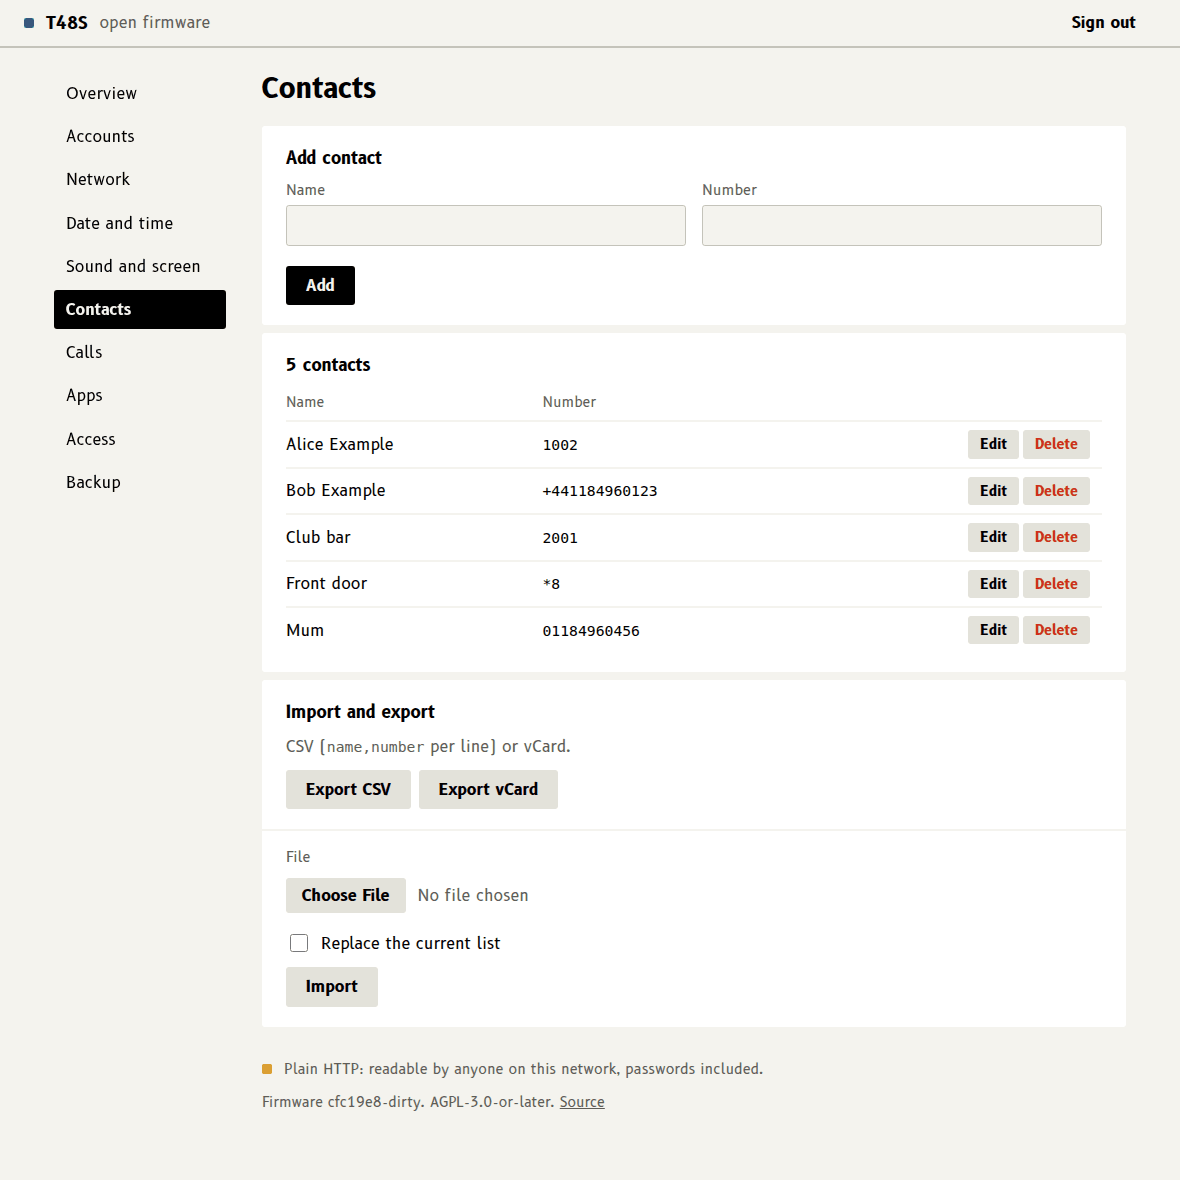 T48S open firmware
Sign out
Overview
Accounts
Network
Date and time
Sound and screen
Contacts
Calls
Apps
Access
Backup
Contacts
Add contact
Name Number
Add
5 contacts
Name Number
Alice Example 1002 Edit Delete
Bob Example +441184960123 Edit Delete
Club bar 2001 Edit Delete
Front door *8 Edit Delete
Mum 01184960456 Edit Delete
Import and export
CSV (name,number per line) or vCard.
Export CSV Export vCard
File
Choose File No file chosen
Replace the current list
Import
Plain HTTP: readable by anyone on this network, passwords included.
Firmware cfc19e8-dirty. AGPL-3.0-or-later. Source